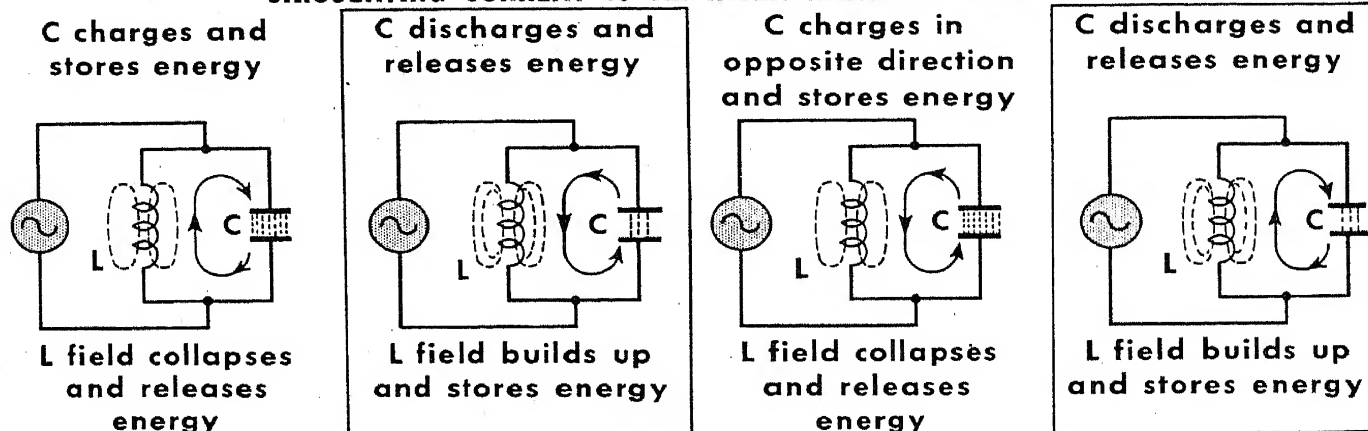 C charges and
stores energy
L
C
L field collapses
and releases
energy
C discharges and
releases energy
L
C
L field builds up
and stores energy
C charges in
opposite direction
and stores energy
L
C
L field collapses
and releases
energy
C discharges and
releases energy
L
C
L field builds up
and stores energy